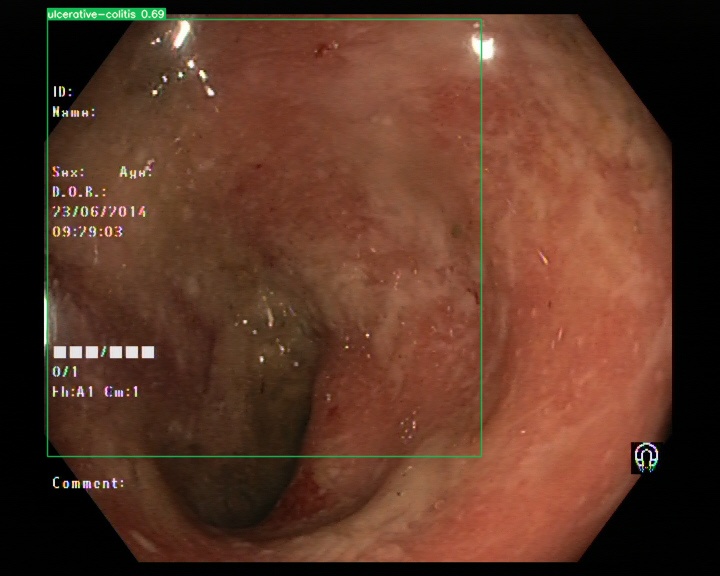 ulcerative-colitis 0.69
ID:
Name:
Sex: Age:
D.O.B.:
23/06/2014
09:29:03
■■■/■■■
0/1
Eh:A1 Cm:1
Comment: